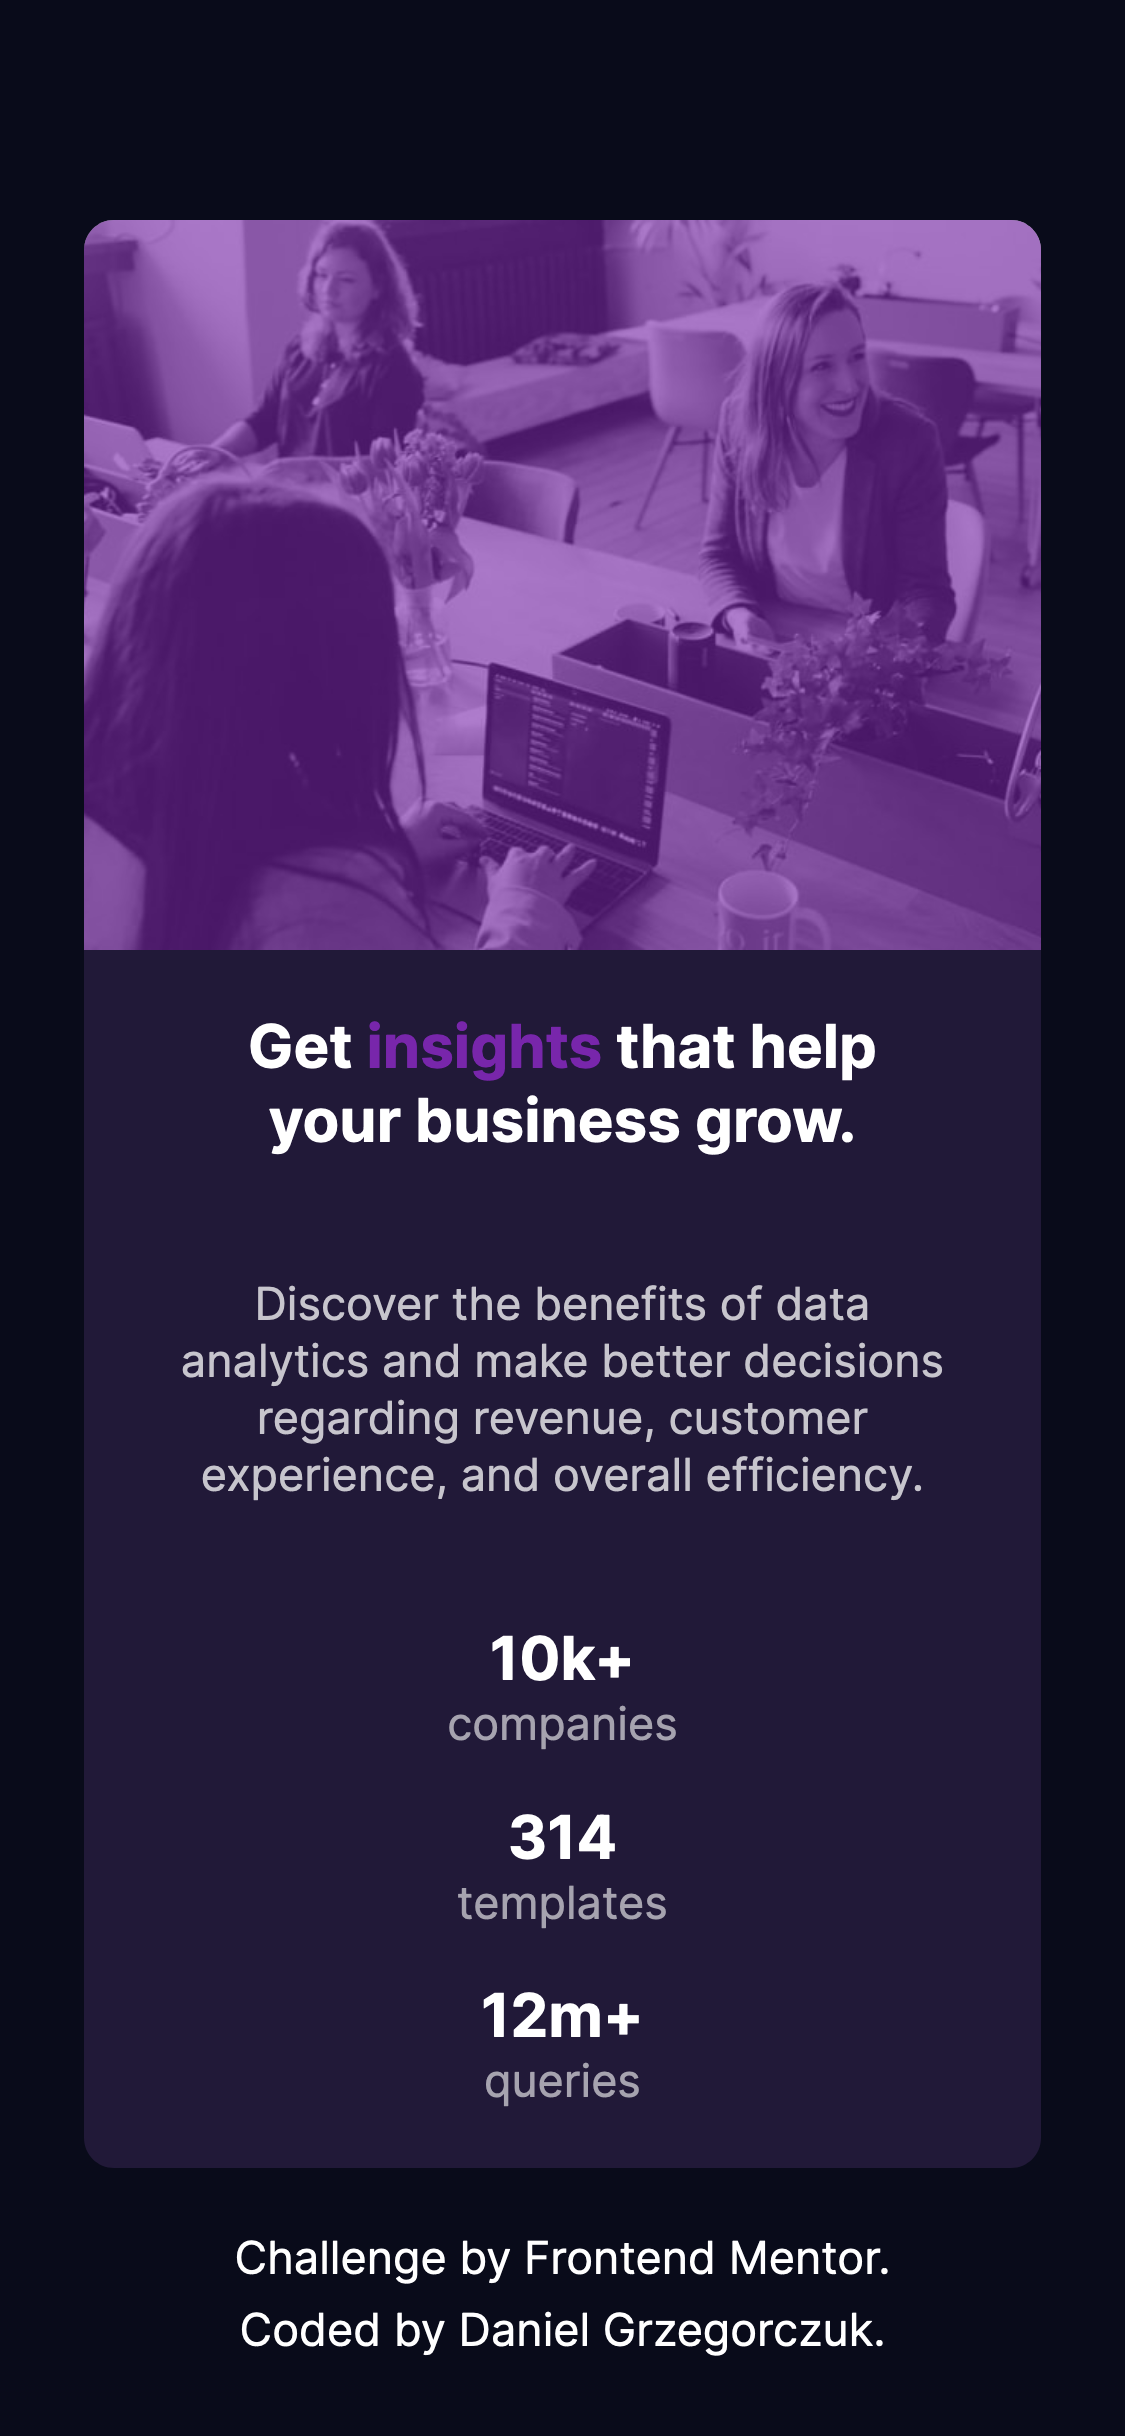 Get insights that help
your business grow.
Discover the benefits of data
analytics and make better decisions
regarding revenue, customer
experience, and overall efficiency.
10k+
companies
314
templates
12m+
queries
Challenge by Frontend Mentor.
Coded by Daniel Grzegorczuk.